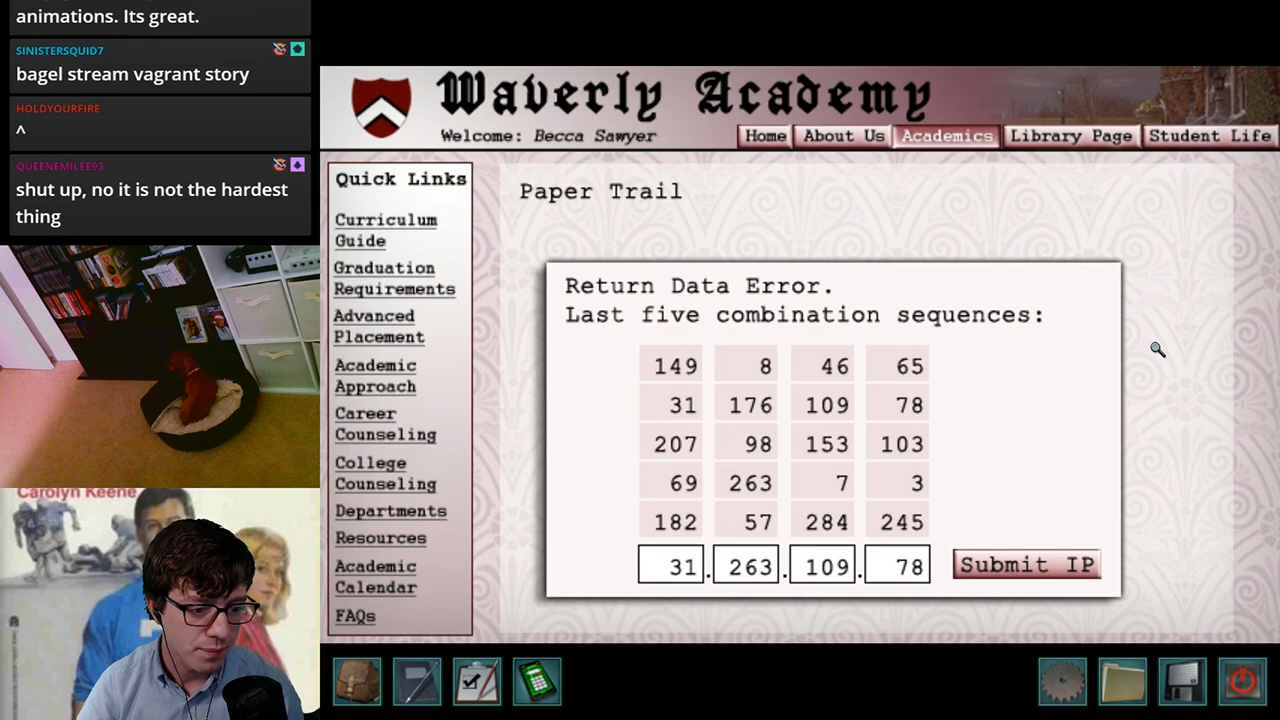 animations. Its great.
SINISTERSQUID7
bagel stream vagrant story
HOLDYOURFIRE
^
QUEENEMILEE93
shut up, no it is not the hardest
thing
Carolyn Keene
Waverly Academy
Welcome: Becca Sawyer
Home
About Us
Academics
Library Page
Student Life
Quick Links
Curriculum
Guide
Graduation
Requirements
Advanced
Placement
Academic
Approach
Career
Counseling
College
Counseling
Departments
Resources
Academic
Calendar
FAQs
Paper Trail
Return Data Error.
Last five combination sequences:
149 8 46 65
31 176 109 78
207 98 153 103
69 263 7 3
182 57 284 245
31 . 263 . 109 . 78
Submit IP